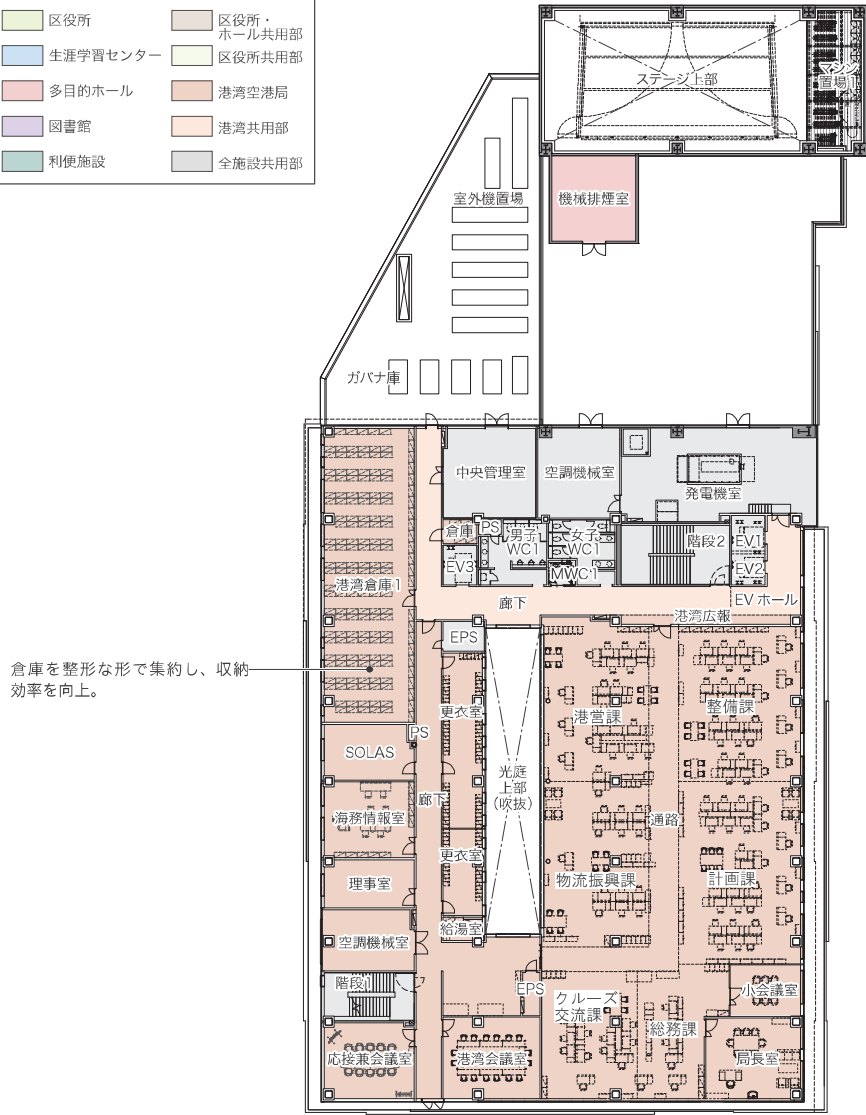 区役所
生涯学習センター
多目的ホール
図書館
利便施設
区役所・
ホール共用部
区役所共用部
港湾空港局
港湾共用部
全施設共用部
ステージ上部
マシン
置場1
機械排煙室
室外機置場
ガバナ庫
中央管理室
空調機械室
発電機室
倉庫
PS
男子
WC1
女子
WC1
階段2
EV1
EV2
EV3
MWC1
港湾倉庫1
廊下
EVホール
港湾広報
EPS
倉庫を整形な形で集約し、収納
効率を向上。
更衣室
港営課
整備課
PS
SOLAS
光庭
上部
(吹抜)
廊下
海務情報室
通路
更衣室
理事室
物流振興課
計画課
給湯室
空調機械室
階段1
EPS
小会議室
クルーズ
交流課
総務課
応接兼会議室
港湾会議室
局長室